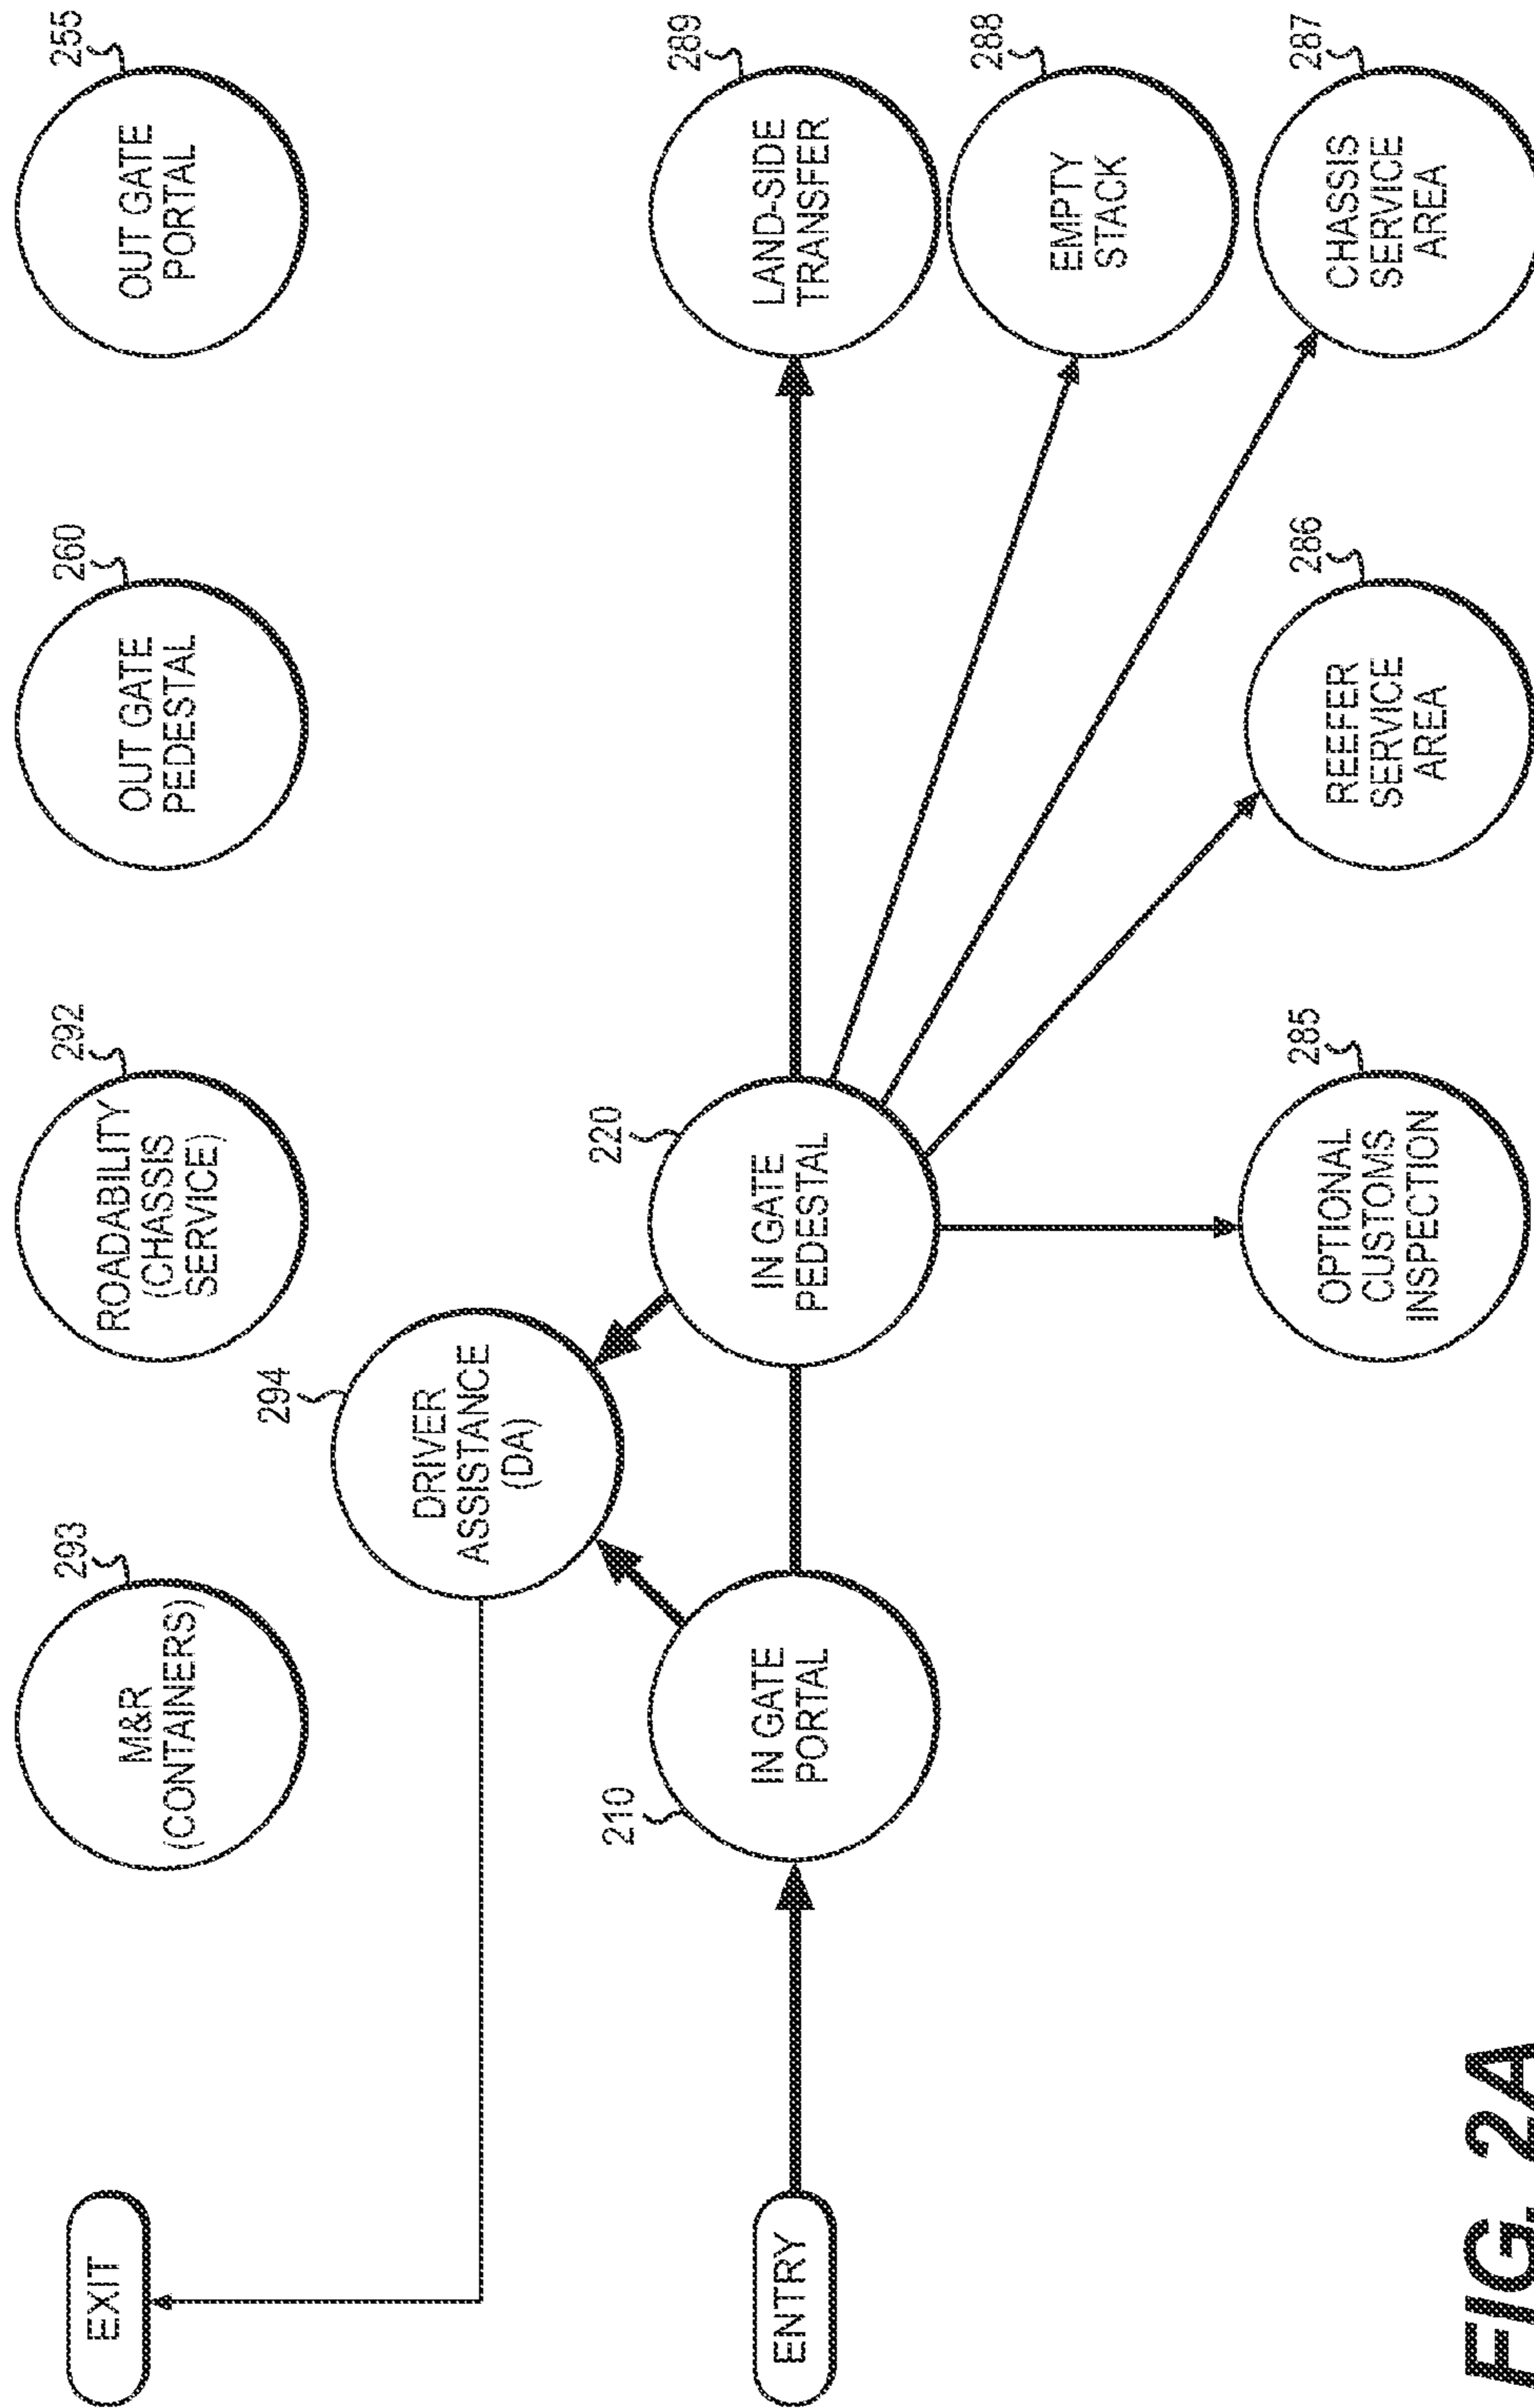 EXIT
M&R
(CONTAINERS)
293
ROADABILITY
(CHASSIS
SERVICE)
292
OUT GATE
PEDESTAL
260
OUT GATE
PORTAL
255
DRIVER
ASSISTANCE
(DA)
294
ENTRY
IN GATE
PORTAL
210
IN GATE
PEDESTAL
220
LAND-SIDE
TRANSFER
289
EMPTY
STACK
288
OPTIONAL
CUSTOMS
INSPECTION
285
REEFER
SERVICE
AREA
286
CHASSIS
SERVICE
AREA
287
FIG. 2A